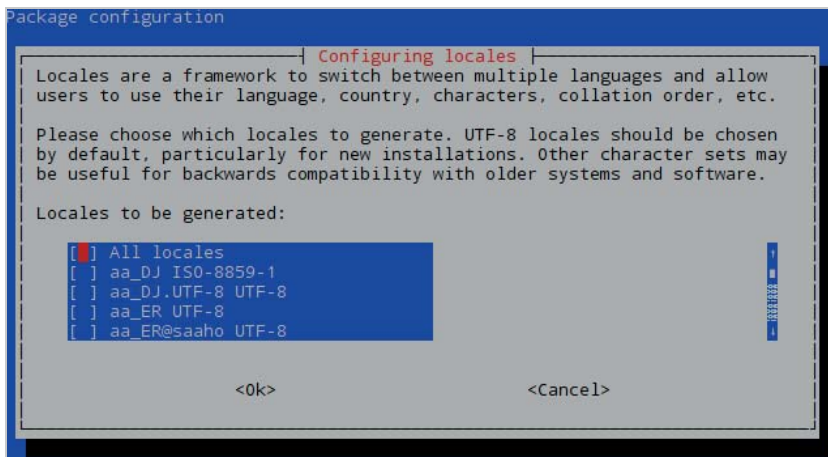 Package configuration
Configuring locales
Locales are a framework to switch between multiple languages and allow
users to use their language, country, characters, collation order, etc.
Please choose which locales to generate. UTF-8 locales should be chosen
by default, particularly for new installations. Other character sets may
be useful for backwards compatibility with older systems and software.
Locales to be generated:
[ ] All locales
[ ] aa_DJ ISO-8859-1
[ ] aa_DJ.UTF-8 UTF-8
[ ] aa_ER UTF-8
[ ] aa_ER@saaho UTF-8
<Ok> <Cancel>